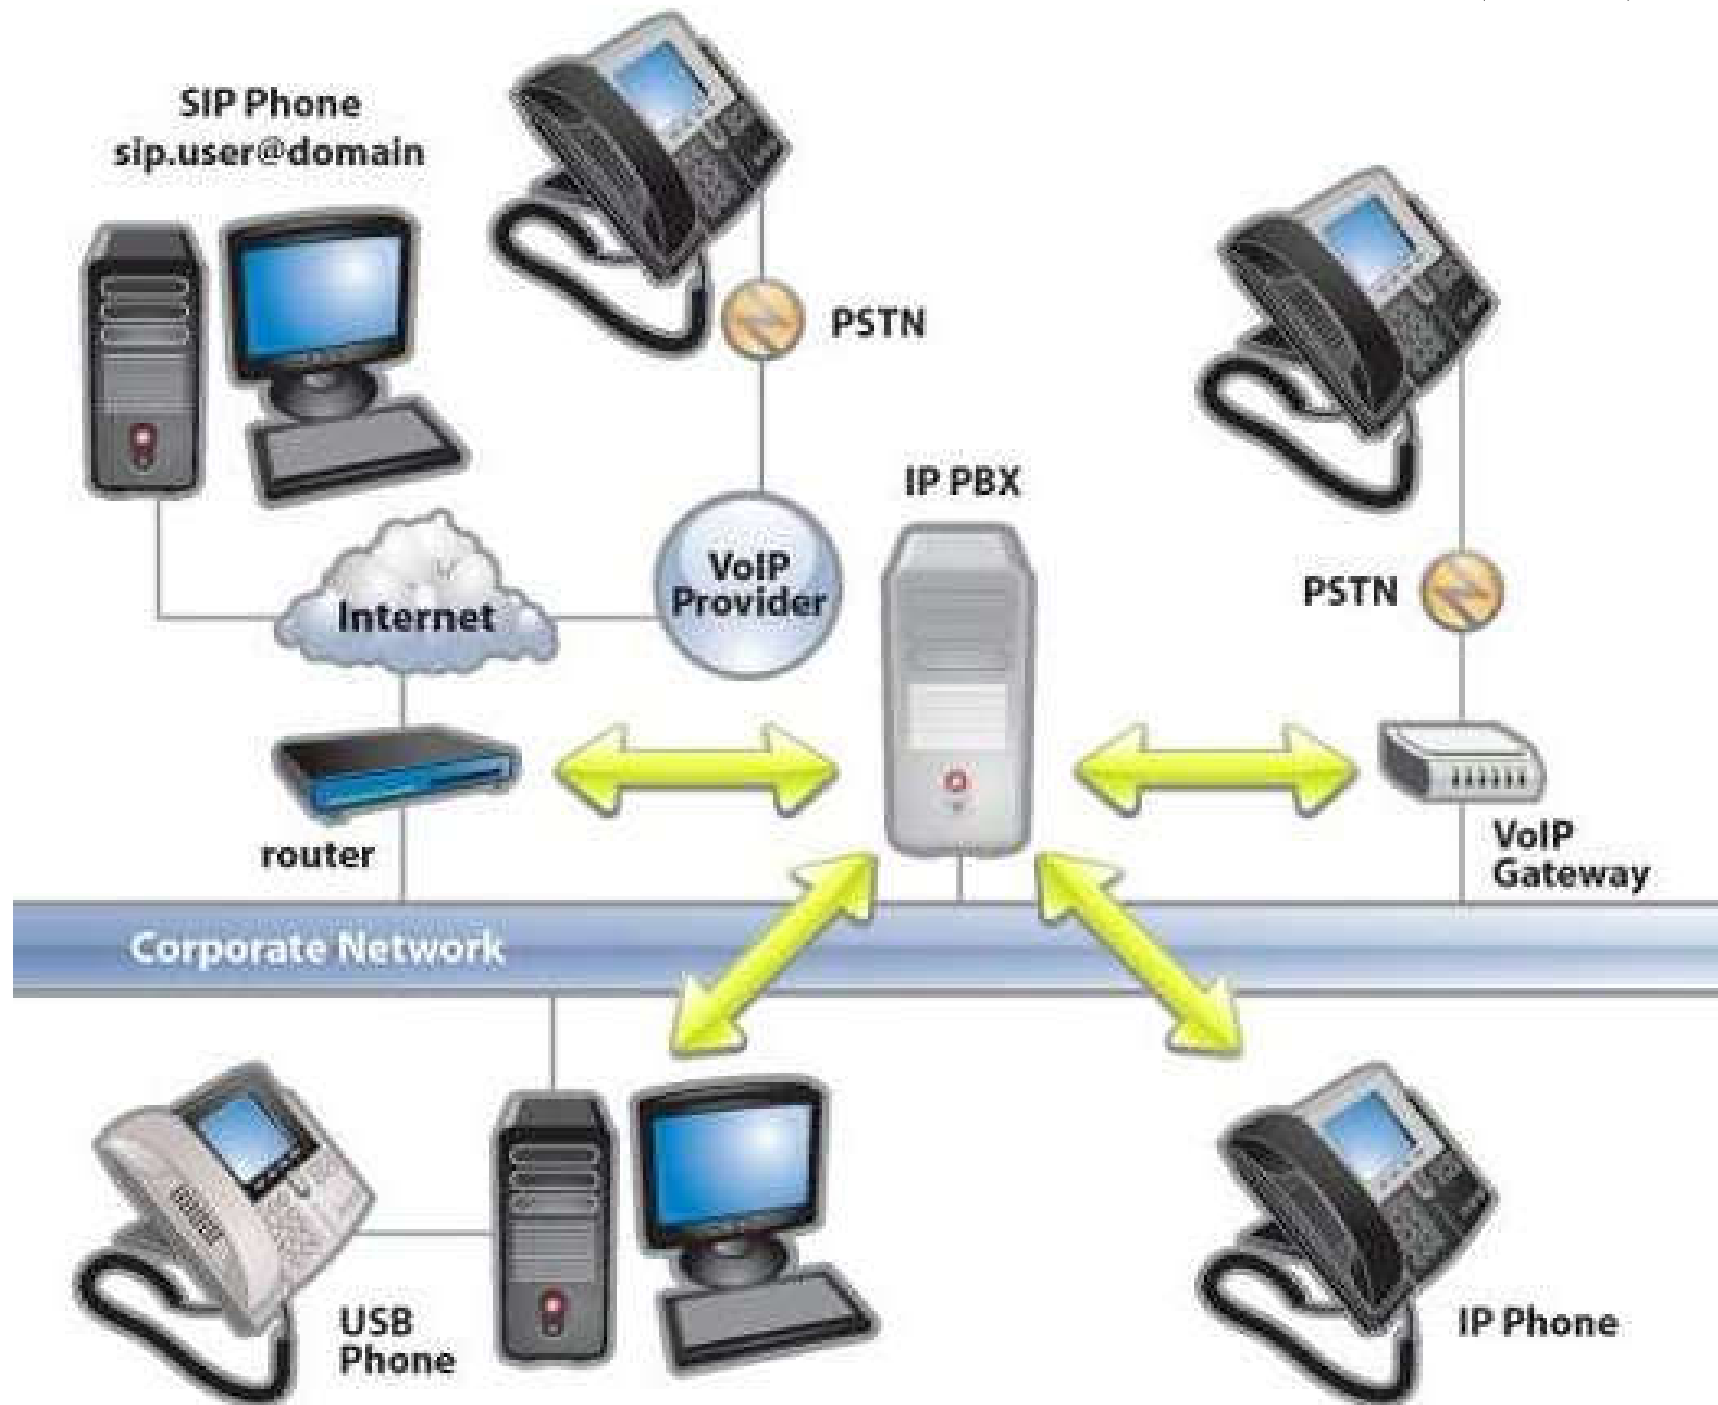 SIP Phone
sip.user@domain
PSTN
IP PBX
VoIP
Provider
Internet
PSTN
router
VoIP
Gateway
Corporate Network
USB
Phone
IP Phone